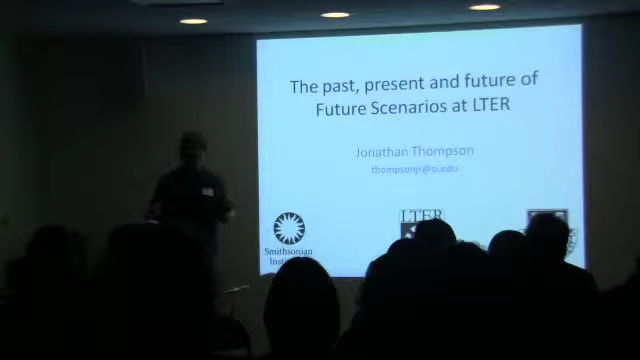 The past, present and future of
Future Scenarios at LTER
Jonathan Thompson
thompsonjr@si.edu
LTER
Smithsonian